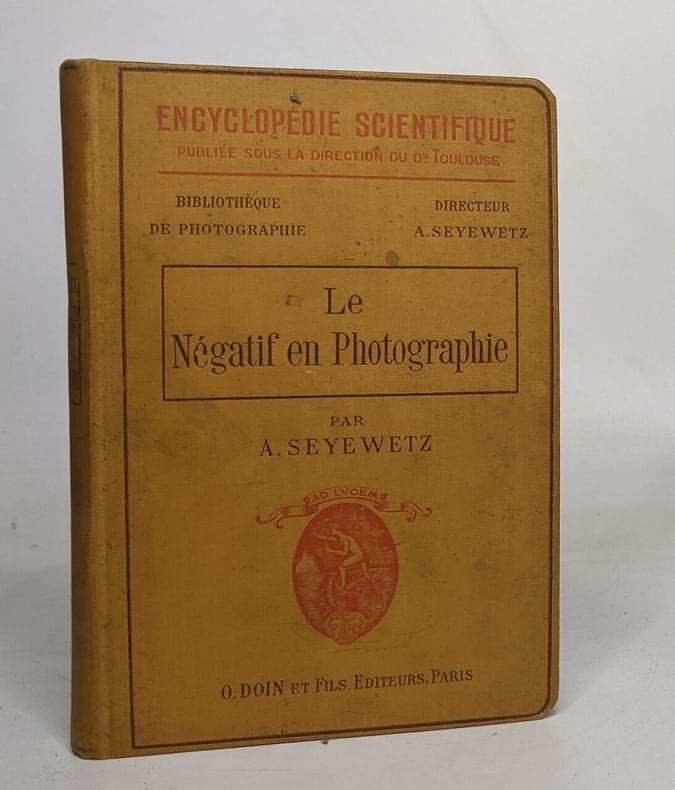 ENCYCLOPÉDIE SCIENTIFIQUE
PUBLIÉE SOUS LA DIRECTION DU DR TOULOUSE
BIBLIOTHÈQUE
DE PHOTOGRAPHIE
DIRECTEUR
A. SEYEWETZ
Le
Négatif en Photographie
PAR
A. SEYEWETZ
AD LVCEM
O. DOIN ET FILS. EDITEURS, PARIS